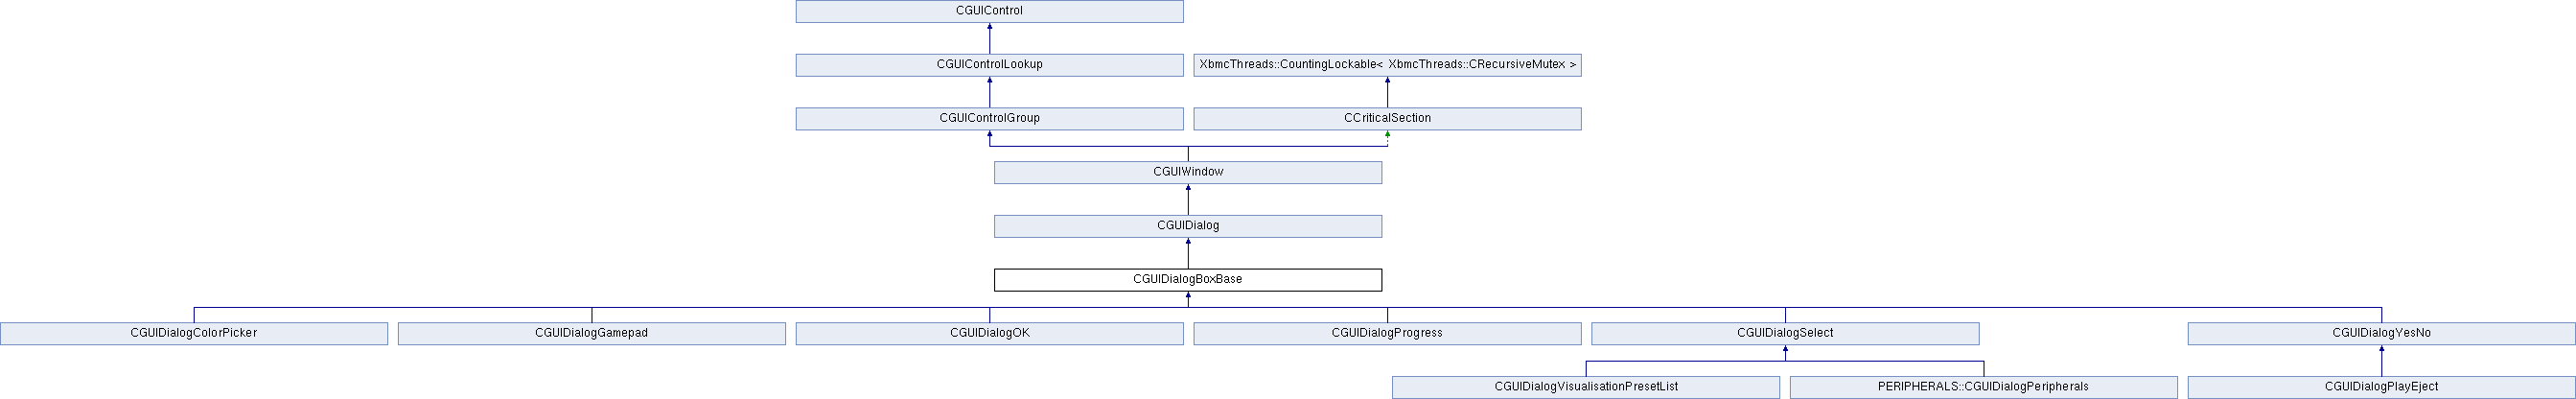 CGUIControl
CGUIControlLookup
XbmcThreads::CountingLockable< XbmcThreads::CRecursiveMutex >
CGUIControlGroup
CCriticalSection
CGUIWindow
CGUIDialog
CGUIDialogBoxBase
CGUIDialogColorPicker
CGUIDialogGamepad
CGUIDialogOK
CGUIDialogProgress
CGUIDialogSelect
CGUIDialogYesNo
CGUIDialogVisualisationPresetList
PERIPHERALS::CGUIDialogPeripherals
CGUIDialogPlayEject